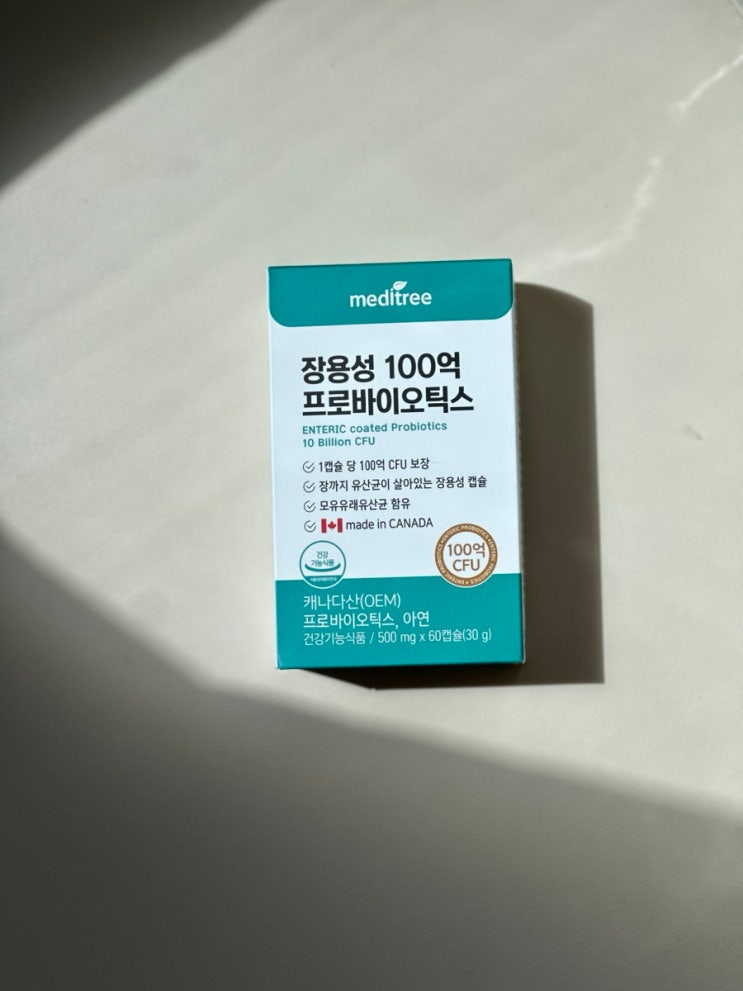 meditree
장용성 100억
프로바이오틱스
ENTERIC coated Probiotics
10 Billion CFU
1캡슐 당 100억 CFU 보장
장까지 유산균이 살아있는 장용성 캡슐
모유유래유산균 함유
made in CANADA
건강
기능식품
100억
CFU
캐나다산(OEM)
프로바이오틱스, 아연
건강기능식품 / 500 mg x 60캡슐(30 g)